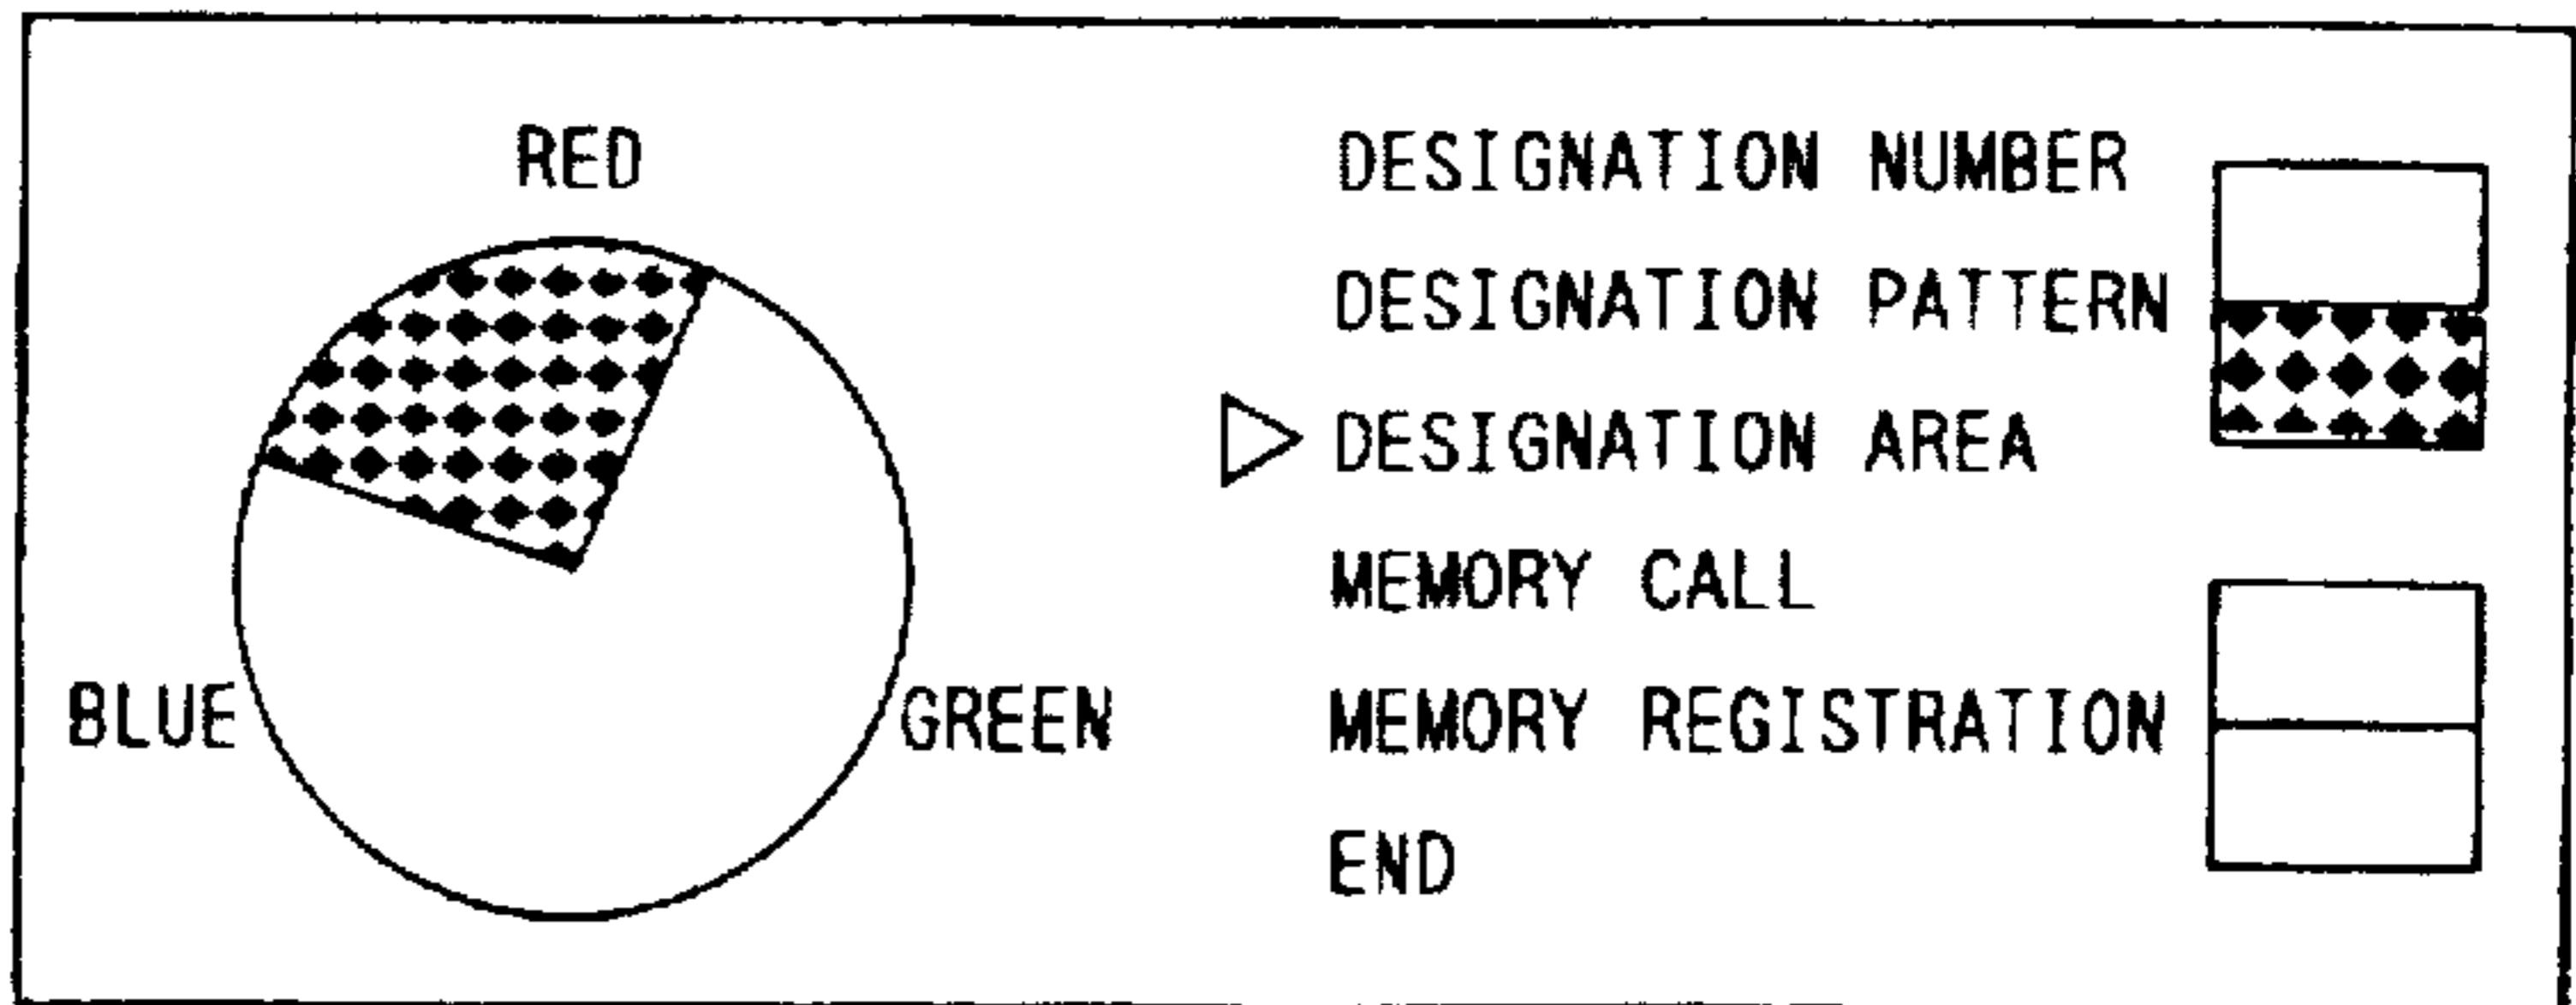 RED
BLUE
GREEN
DESIGNATION NUMBER
DESIGNATION PATTERN
DESIGNATION AREA
MEMORY CALL
MEMORY REGISTRATION
END